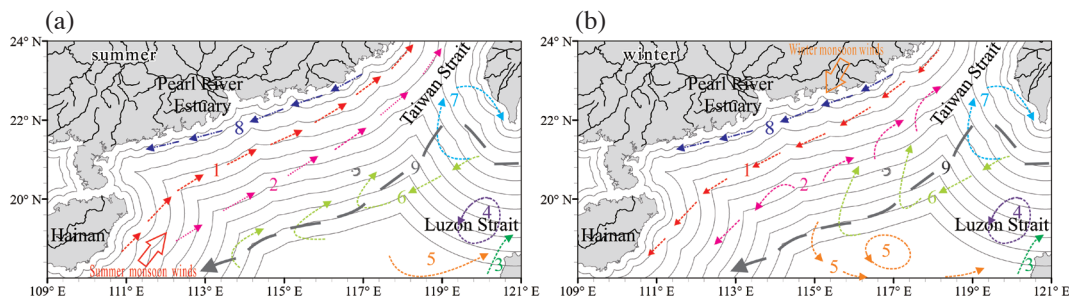 (a)
24° N
22° N
20° N
18° N
109° E
111° E
113° E
115° E
117° E
119° E
121° E
summer
Pearl River
Estuary
Taiwan Strait
Luzon Strait
Hainan
Summer monsoon winds
1
2
3
4
5
5
6
7
8
9
(b)
24° N
22° N
20° N
18° N
109° E
111° E
113° E
115° E
117° E
119° E
121° E
winter
Winter monsoon winds
Pearl River
Estuary
Taiwan Strait
Luzon Strait
Hainan
1
2
3
4
5
5
5
6
7
8
9